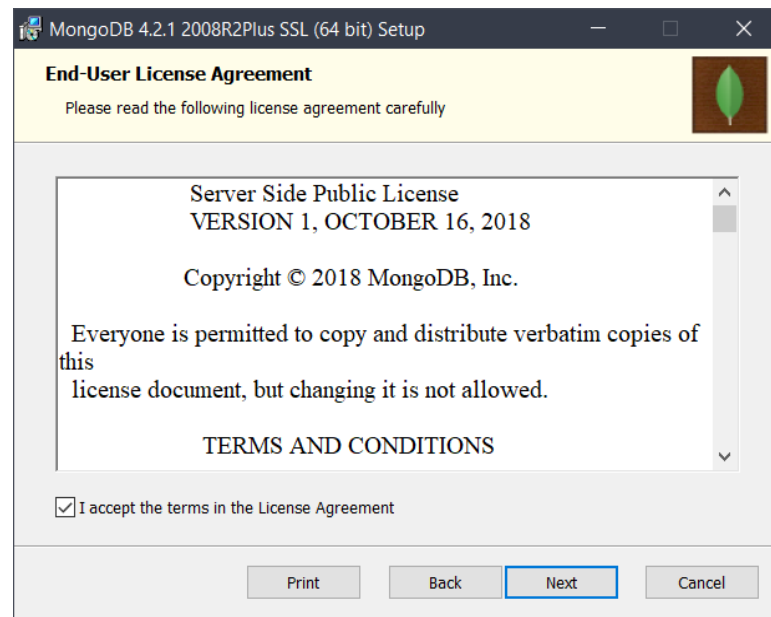 MongoDB 4.2.1 2008R2Plus SSL (64 bit) Setup
End-User License Agreement
Please read the following license agreement carefully
Server Side Public License
VERSION 1, OCTOBER 16, 2018
Copyright © 2018 MongoDB, Inc.
Everyone is permitted to copy and distribute verbatim copies of
this
license document, but changing it is not allowed.
TERMS AND CONDITIONS
I accept the terms in the License Agreement
Print Back Next Cancel